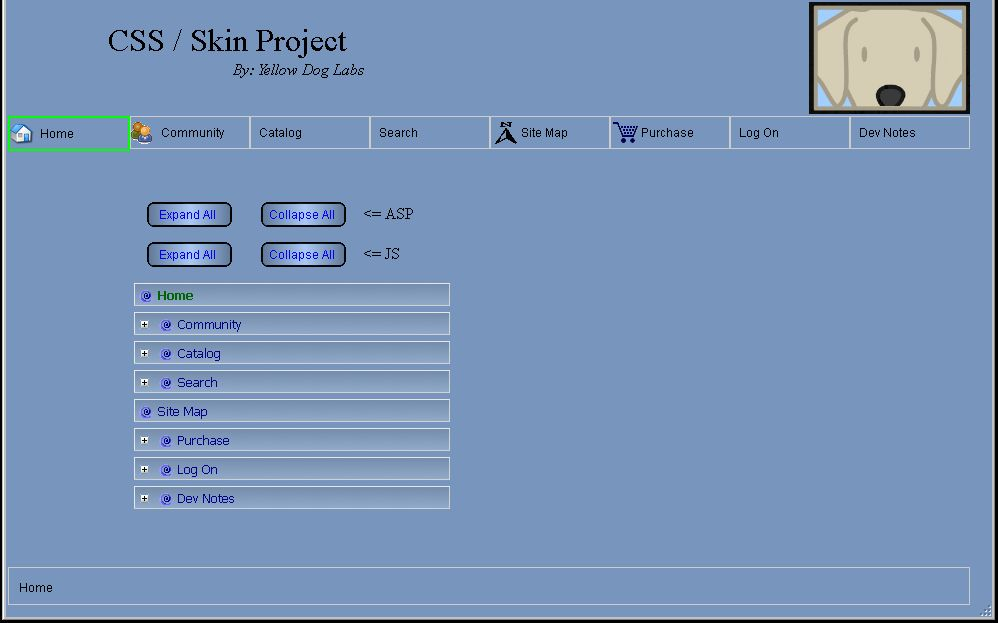 CSS / Skin Project
By: Yellow Dog Labs
Home Community Catalog Search Site Map Purchase Log On Dev Notes
Expand All Collapse All <= ASP
Expand All Collapse All <= JS
Home
Community
Catalog
Search
Site Map
Purchase
Log On
Dev Notes
Home